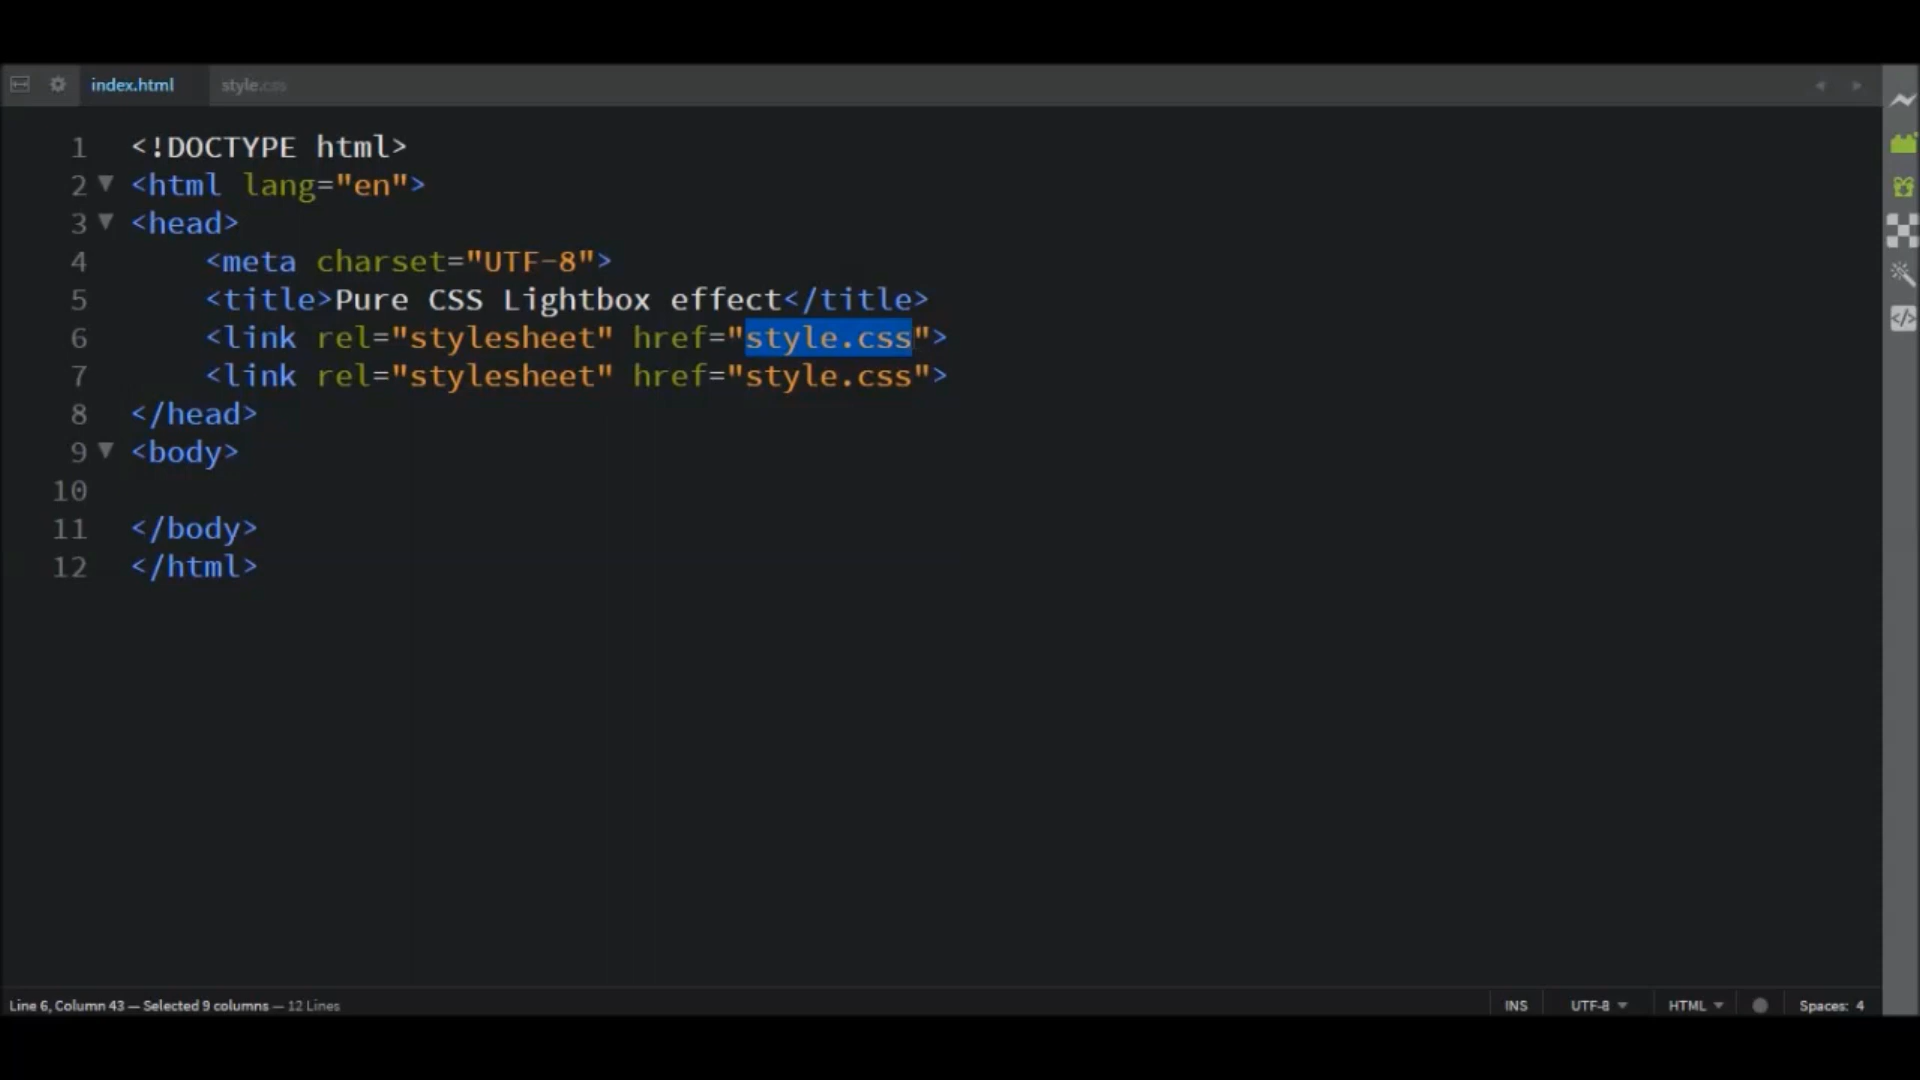 index.html style.css
1 <!DOCTYPE html>
2 <html lang="en">
3 <head>
4 <meta charset="UTF-8">
5 <title>Pure CSS Lightbox effect</title>
6 <link rel="stylesheet" href="style.css">
7 <link rel="stylesheet" href="style.css">
8 </head>
9 <body>
10
11 </body>
12 </html>
Line 6, Column 43 — Selected 9 columns — 12 Lines INS UTF-8 HTML Spaces: 4